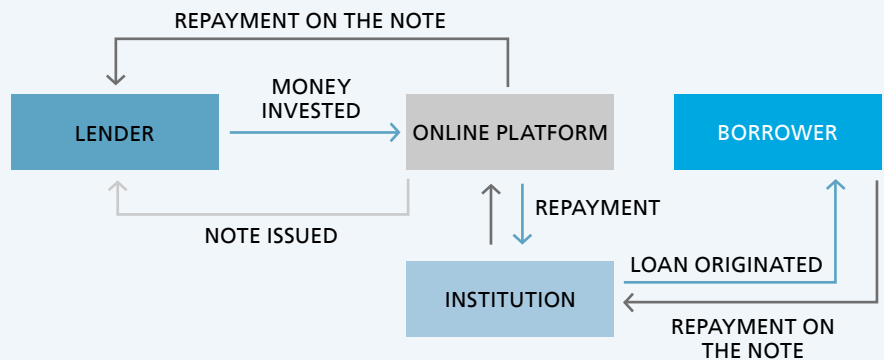 REPAYMENT ON THE NOTE
MONEY
INVESTED
LENDER
ONLINE PLATFORM
BORROWER
REPAYMENT
NOTE ISSUED
LOAN ORIGINATED
INSTITUTION
REPAYMENT ON
THE NOTE